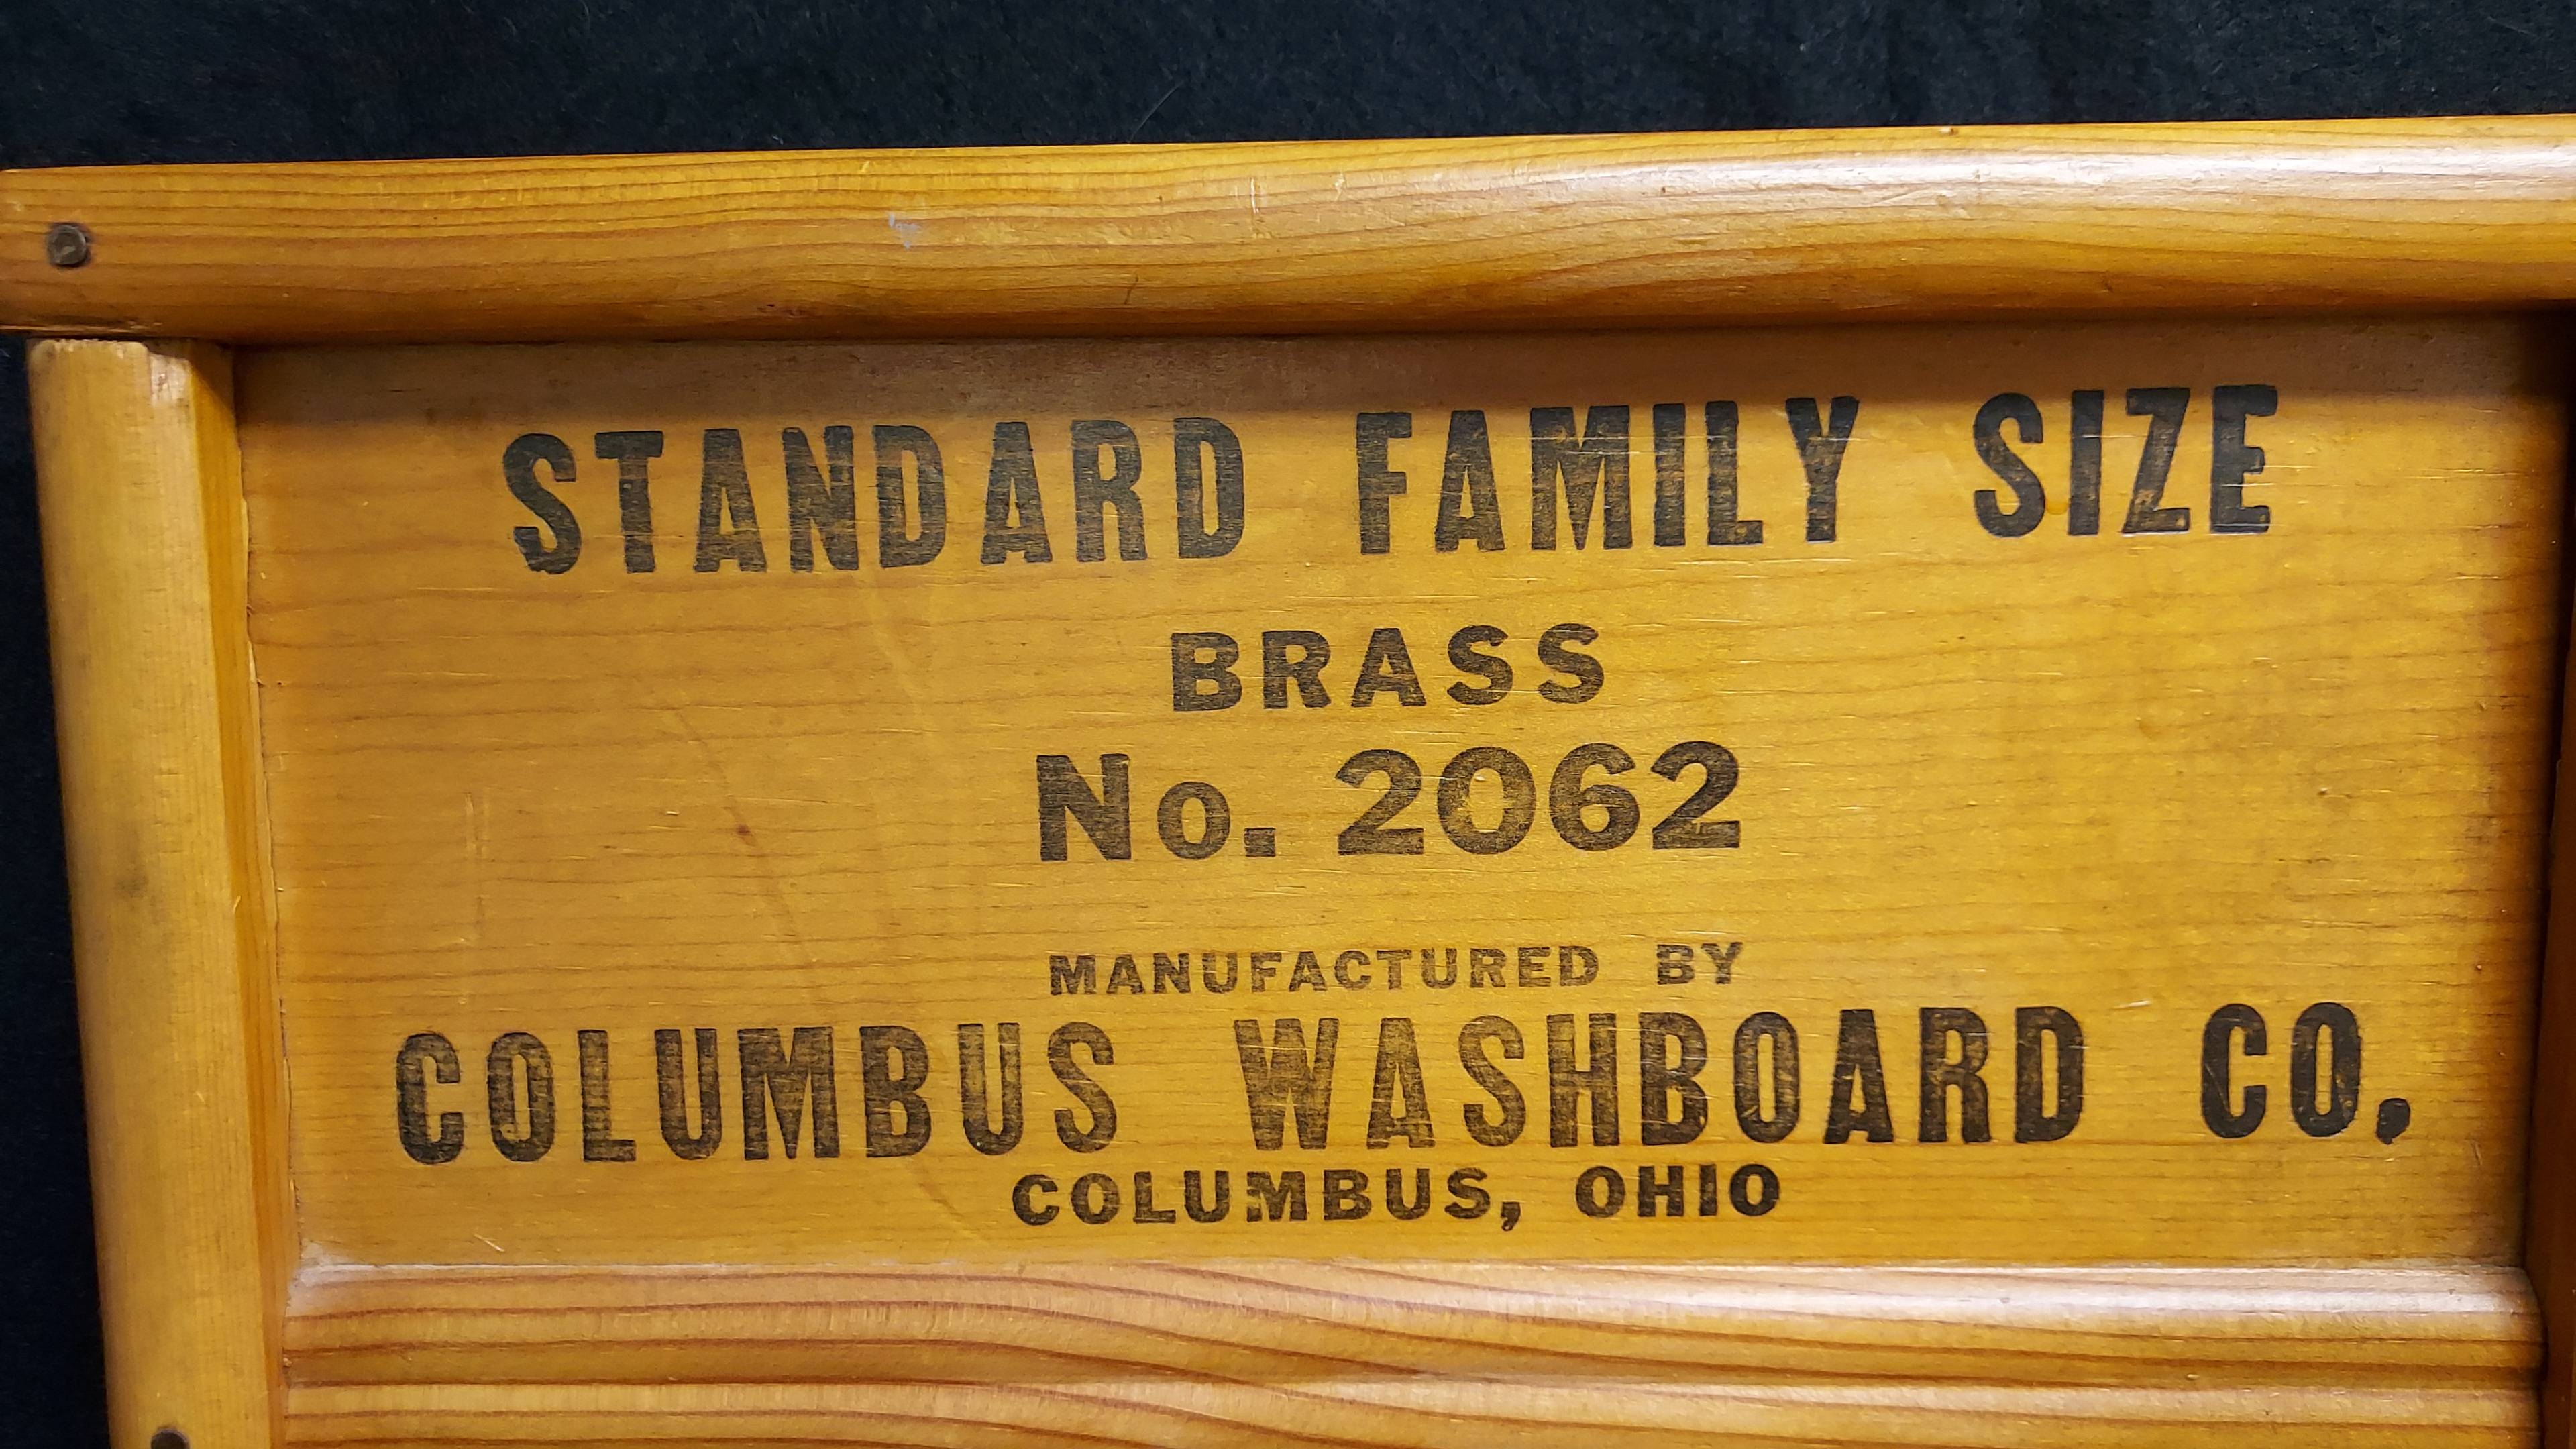 STANDARD FAMILY SIZE
BRASS
No. 2062
MANUFACTURED BY
COLUMBUS WASHBOARD CO,
COLUMBUS, OHIO